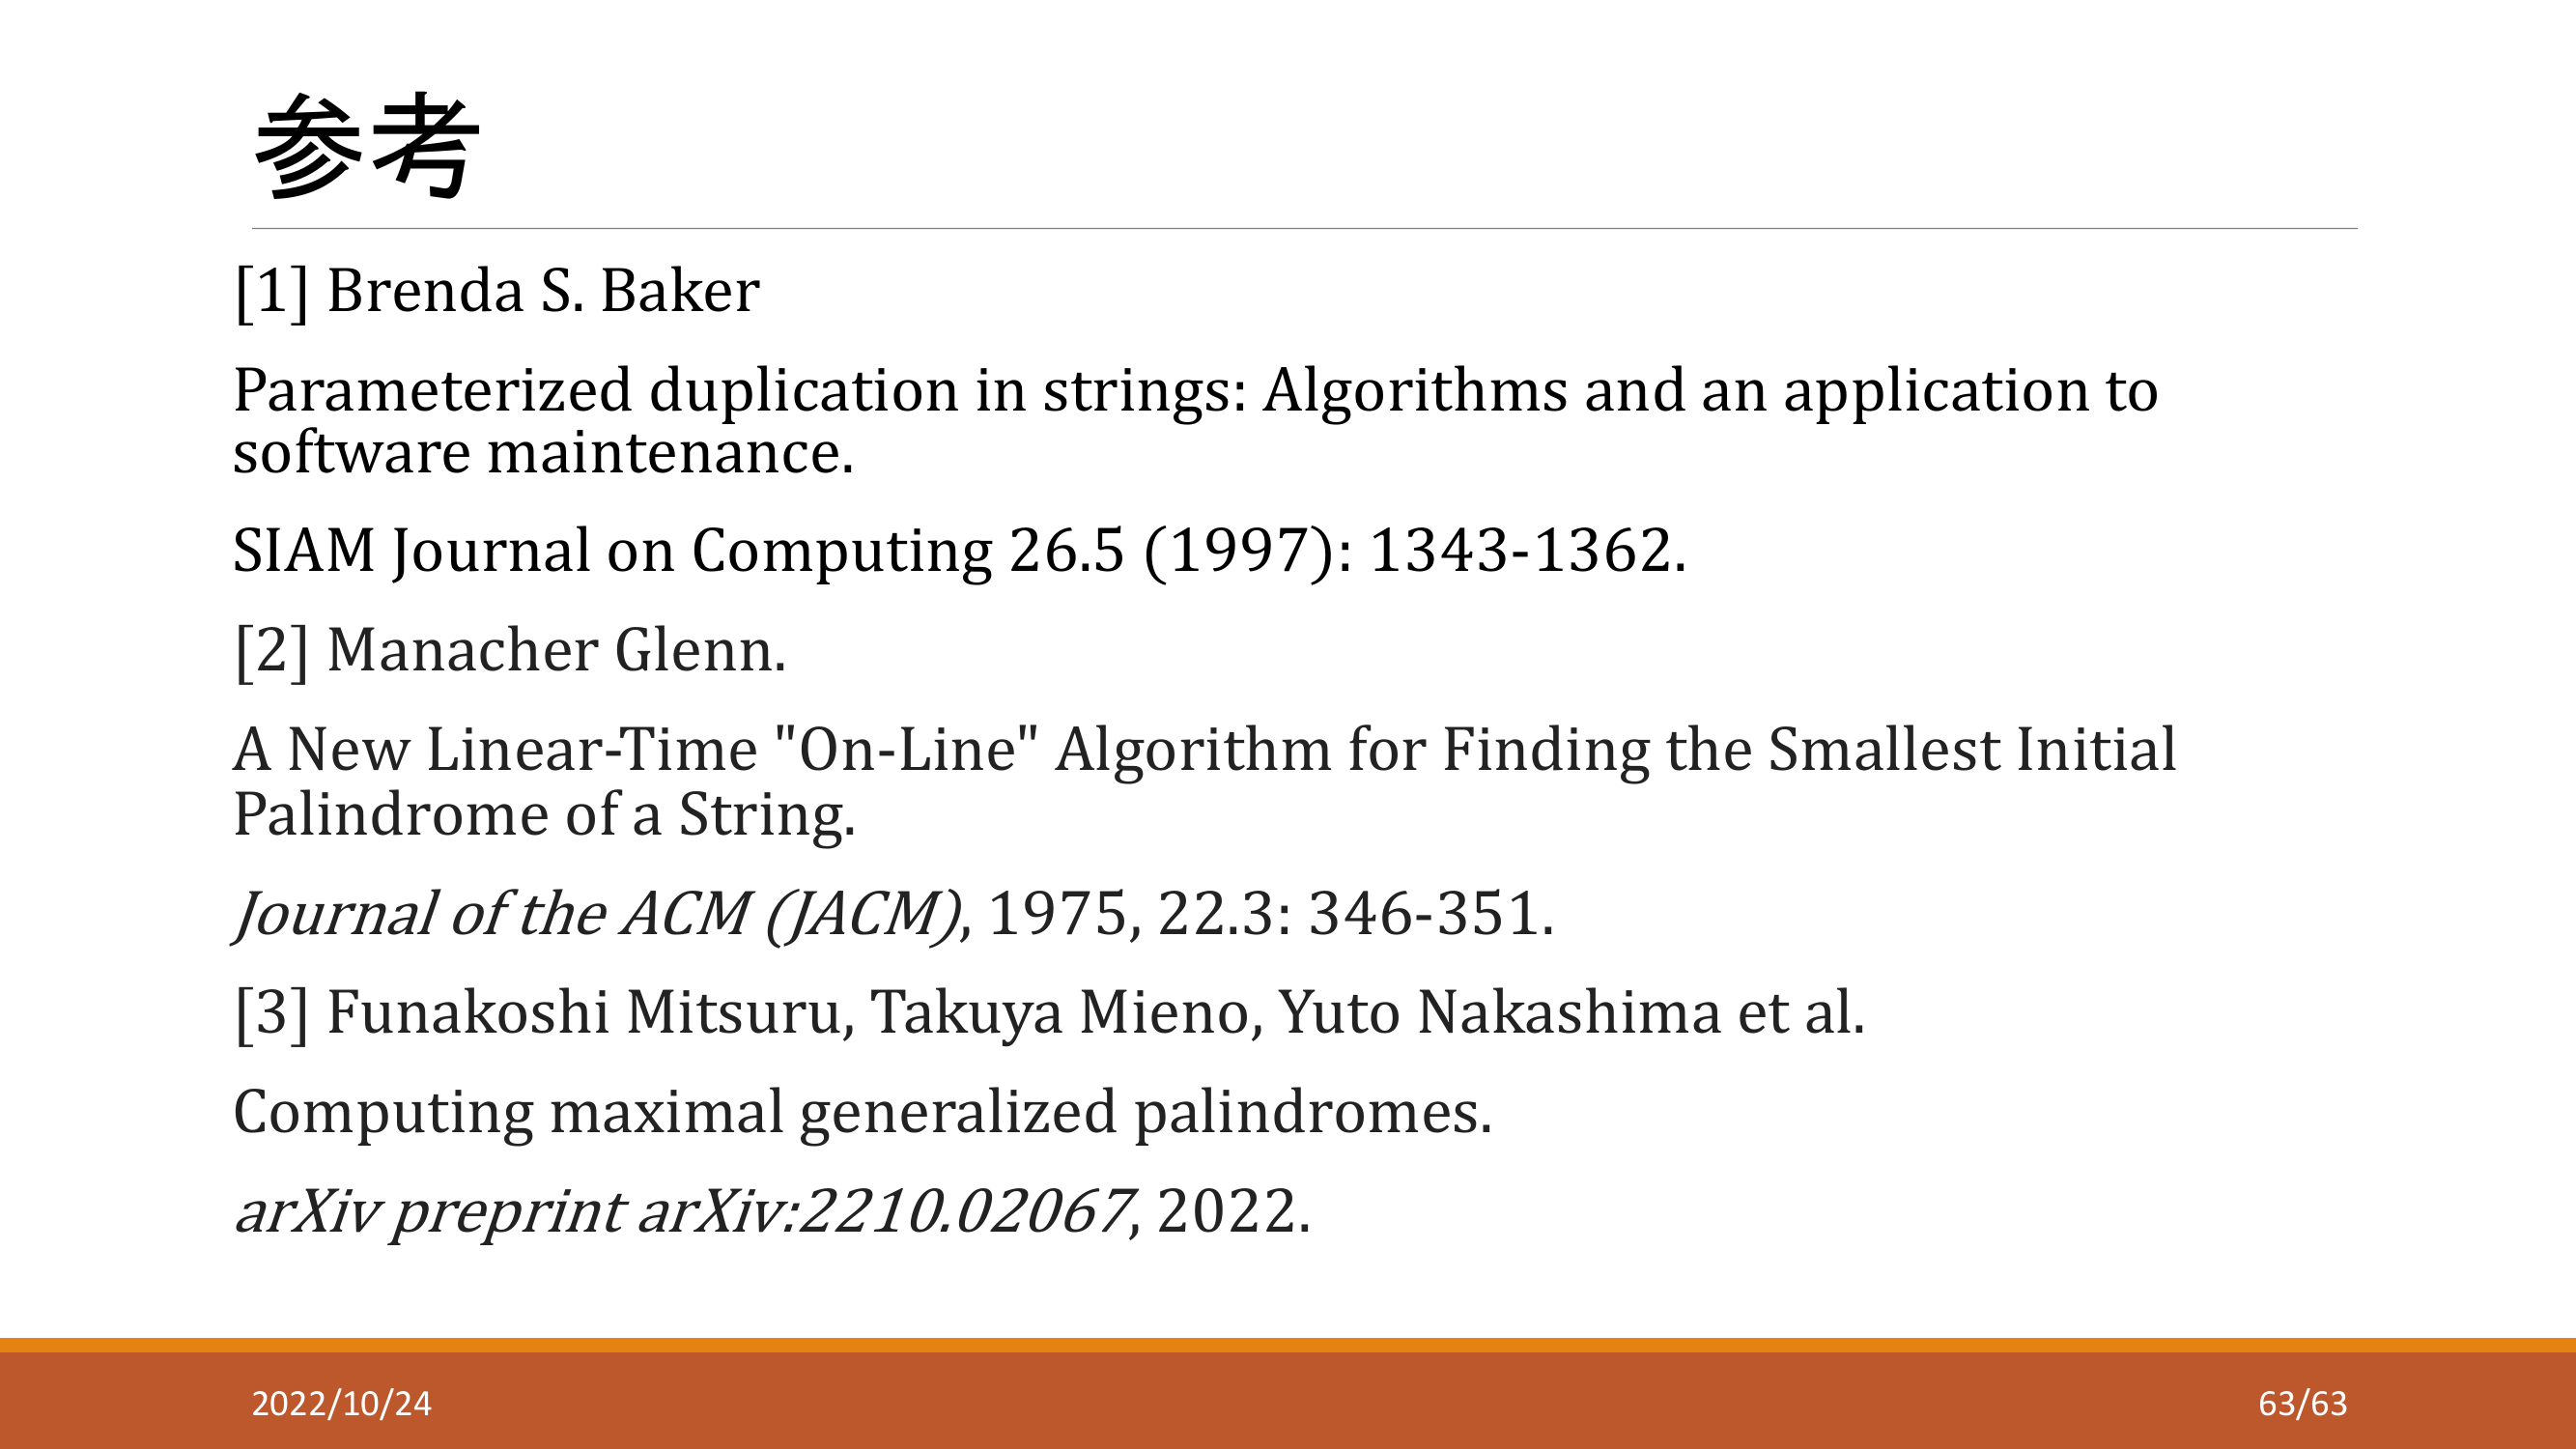 参考
[1] Brenda S. Baker
Parameterized duplication in strings: Algorithms and an application to
software maintenance.
SIAM Journal on Computing 26.5 (1997): 1343-1362.
[2] Manacher Glenn.
A New Linear-Time "On-Line" Algorithm for Finding the Smallest Initial
Palindrome of a String.
Journal of the ACM (JACM), 1975, 22.3: 346-351.
[3] Funakoshi Mitsuru, Takuya Mieno, Yuto Nakashima et al.
Computing maximal generalized palindromes.
arXiv preprint arXiv:2210.02067, 2022.
2022/10/24
63/63